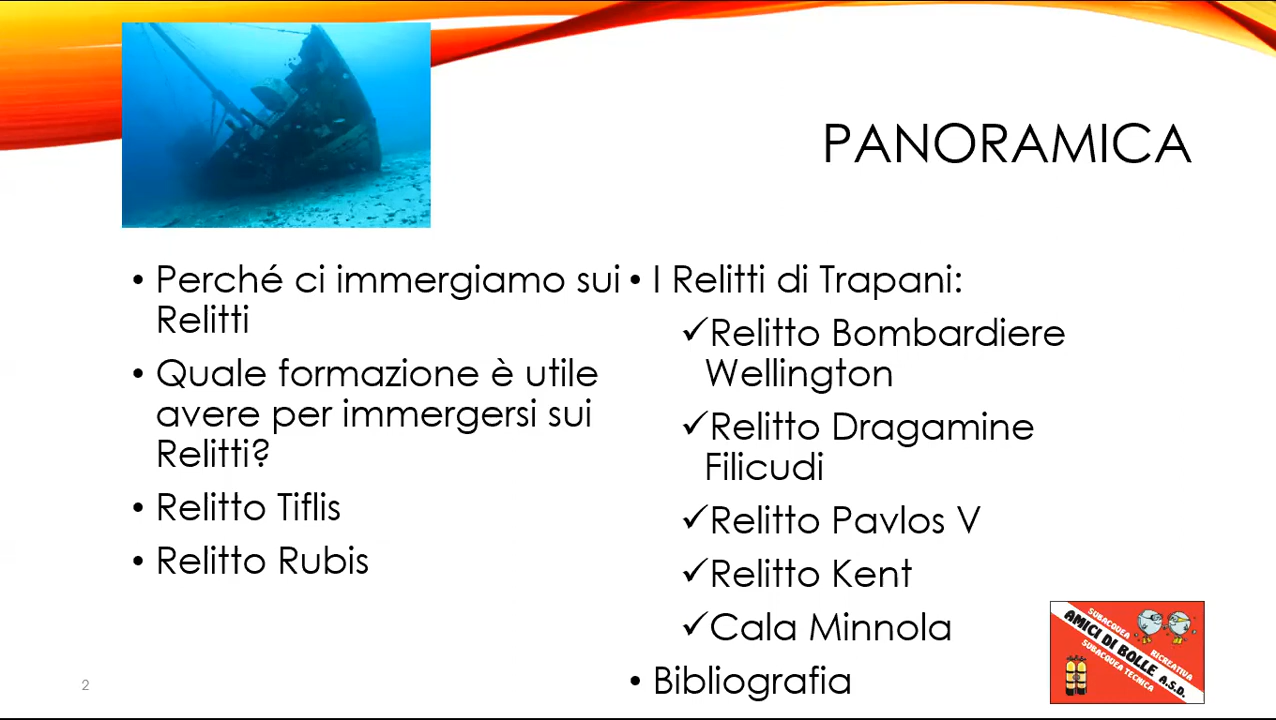 PANORAMICA
• Perché ci immergiamo sui
Relitti
• Quale formazione è utile
avere per immergersi sui
Relitti?
• Relitto Tiflis
• Relitto Rubis
• I Relitti di Trapani:
✓Relitto Bombardiere
Wellington
✓Relitto Dragamine
Filicudi
✓Relitto Pavlos V
✓Relitto Kent
✓Cala Minnola
• Bibliografia
SUBACQUEA
RICREATIVA
AMICI DI BOLLE A.S.D.
SUBACQUEA TECNICA
2